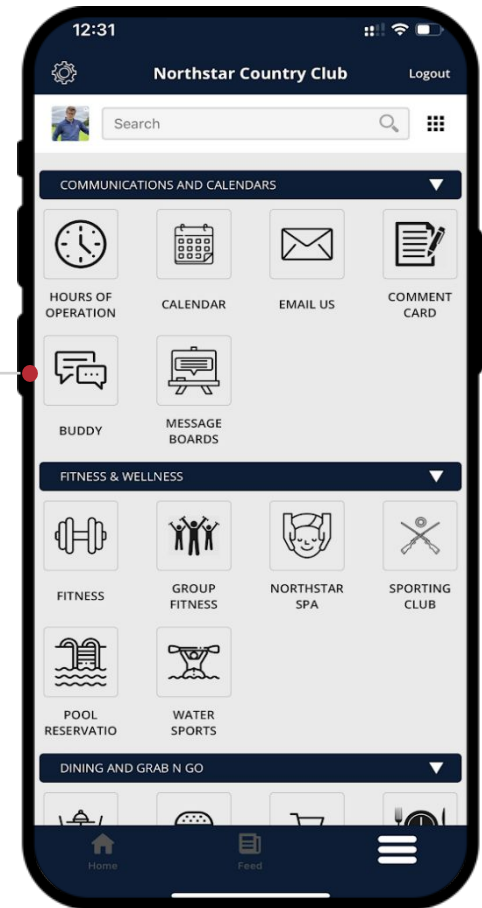 12:31
Northstar Country Club
Logout
Search
COMMUNICATIONS AND CALENDARS
HOURS OF
OPERATION
CALENDAR
EMAIL US
COMMENT
CARD
BUDDY
MESSAGE
BOARDS
FITNESS & WELLNESS
FITNESS
GROUP
FITNESS
NORTHSTAR
SPA
SPORTING
CLUB
POOL
RESERVATIO
WATER
SPORTS
DINING AND GRAB N GO
Home
Feed